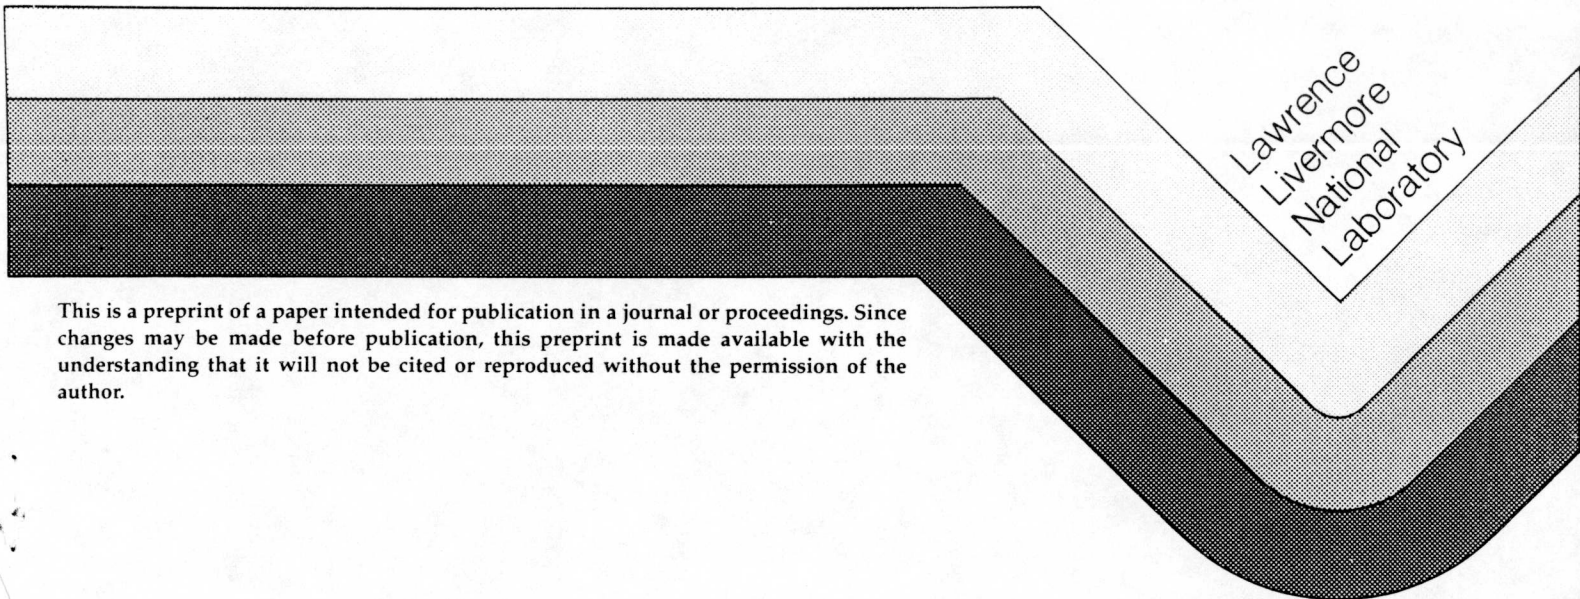 Lawrence
Livermore
National
Laboratory
This is a preprint of a paper intended for publication in a journal or proceedings. Since
changes may be made before publication, this preprint is made available with the
understanding that it will not be cited or reproduced without the permission of the
author.